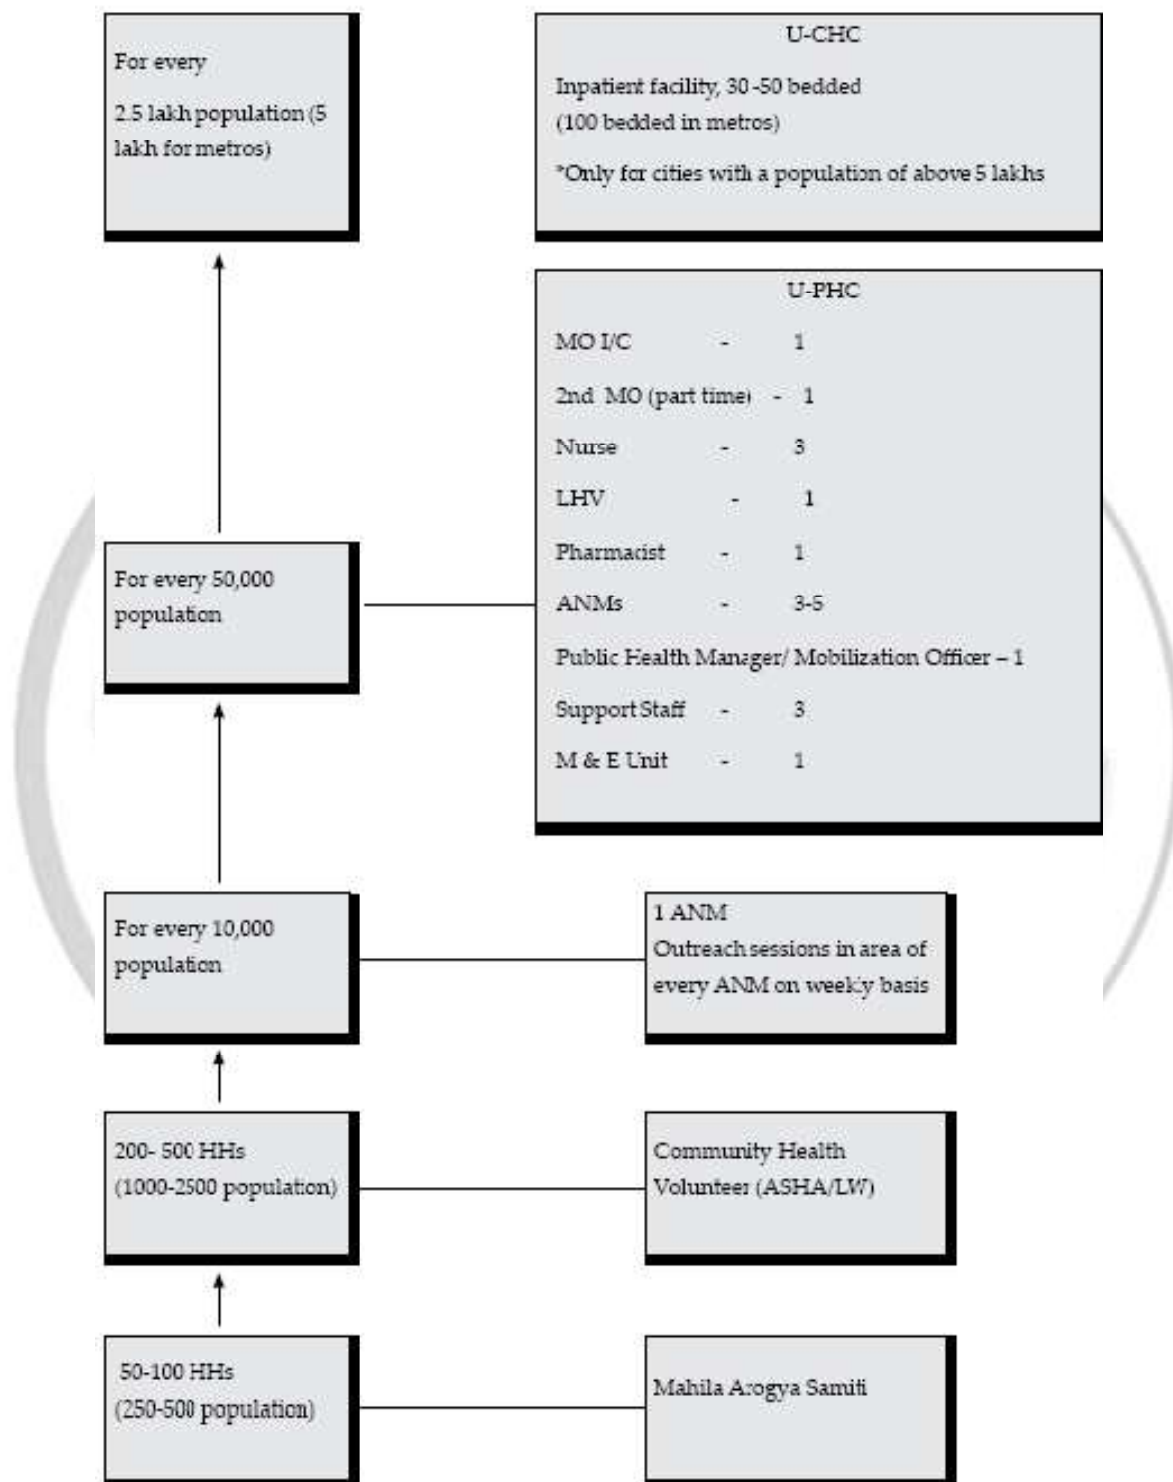 For every
2.5 lakh population (5
lakh for metros)
U-CHC
Inpatient facility, 30 -50 bedded
(100 bedded in metros)
*Only for cities with a population of above 5 lakhs
U-PHC
MO I/C - 1
2nd MO (part time) - 1
Nurse - 3
LHV - 1
Pharmacist - 1
ANMs - 3-5
Public Health Manager/ Mobilization Officer – 1
Support Staff - 3
M & E Unit - 1
For every 50,000
population
For every 10,000
population
1 ANM
Outreach sessions in area of
every ANM on weekly basis
200- 500 HHs
(1000-2500 population)
Community Health
Volunteer (ASHA/LW)
50-100 HHs
(250-500 population)
Mahila Arogya Samiti